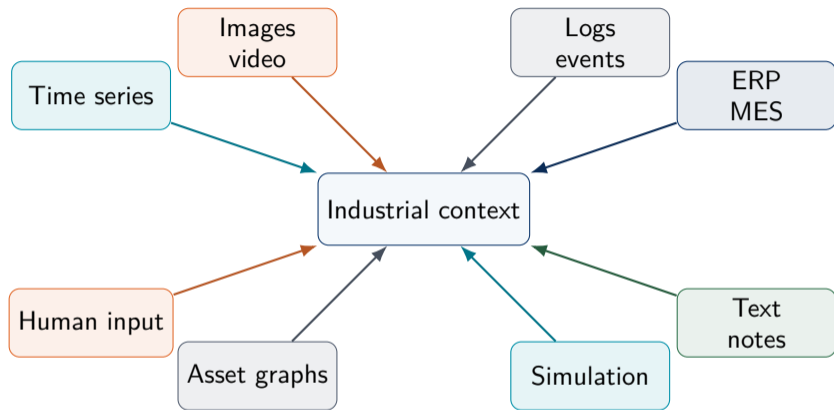 Images
video
Logs
events
Time series
ERP
MES
Industrial context
Human input
Text
notes
Asset graphs
Simulation